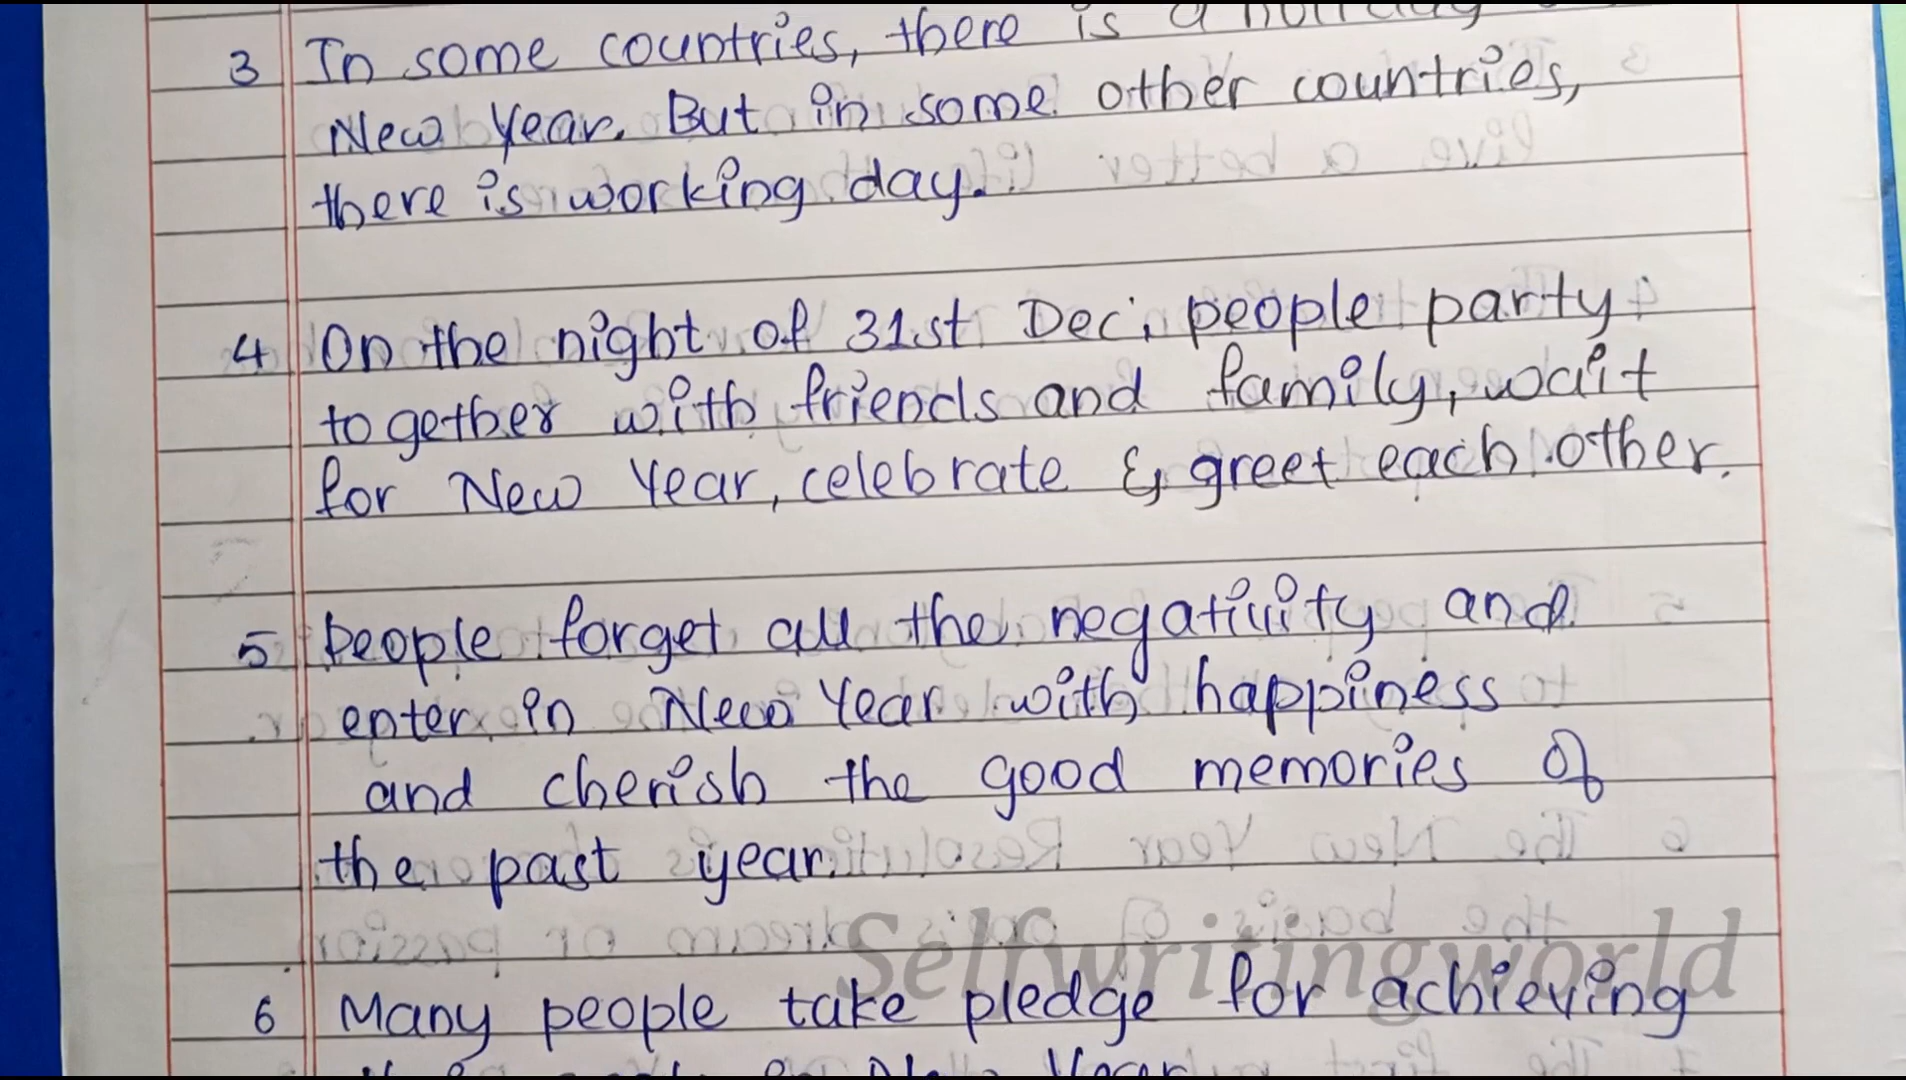 3 In some countries, there is a holiday
New Year. But in some other countries,
there is working day.
4 On the night of 31st Dec, people party
together with friends and family, wait
for New Year, celebrate & greet each other.
5 People forget all the negativity and
enter in New Year with happiness
and cherish the good memories of
the past year.
Selfwritingworld
6 Many people take pledge for achieving
New Year